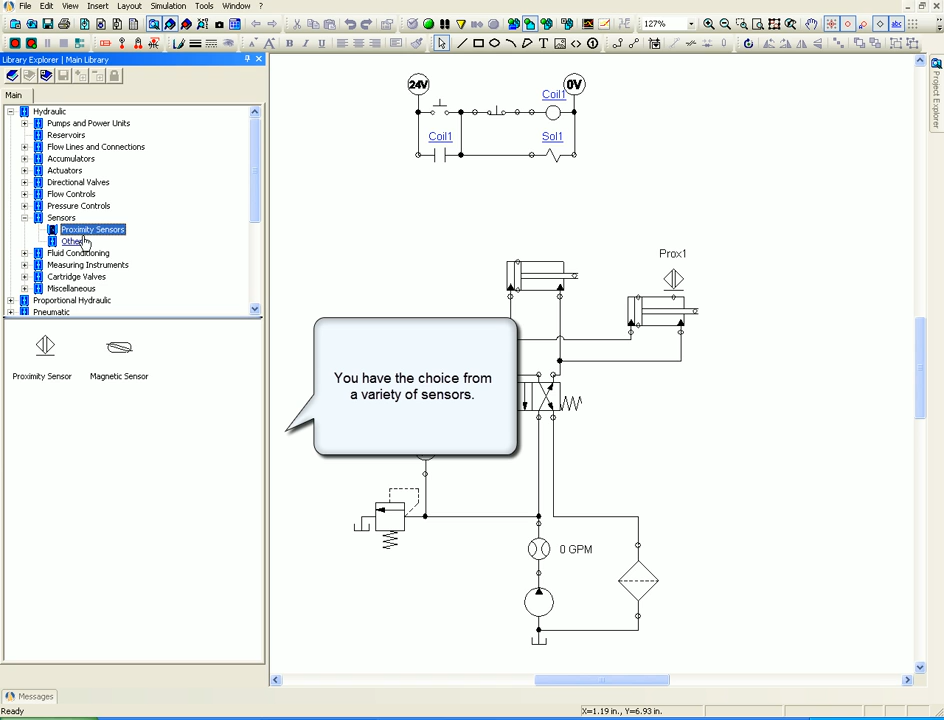 File Edit View Insert Layout Simulation Tools Window ?
127%
B I U
Library Explorer | Main Library
Main
Hydraulic
Pumps and Power Units
Reservoirs
Flow Lines and Connections
Accumulators
Actuators
Directional Valves
Flow Controls
Pressure Controls
Sensors
Proximity Sensors
Other
Fluid Conditioning
Measuring Instruments
Cartridge Valves
Miscellaneous
Proportional Hydraulic
Pneumatic
Proximity Sensor Magnetic Sensor
24V
0V
Coil1
Coil1
Sol1
Prox1
You have the choice from
a variety of sensors.
0 GPM
Project Explorer
Messages
Ready
X=1.19 in., Y=6.93 in.